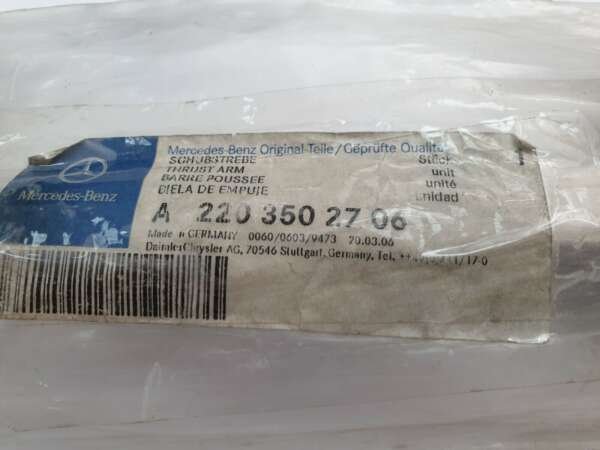 Mercedes-Benz Original-Teile/Geprüfte Qualität
SCHUBSTREBE Stück 1
THRUST ARM unit
BARRE POUSSEE unité
BIELA DE EMPUJE unidad
Mercedes-Benz
A 220 350 27 06
Made in GERMANY 0060/0603/9473 20.03.06
DaimlerChrysler AG, 70546 Stuttgart, Germany, Tel.